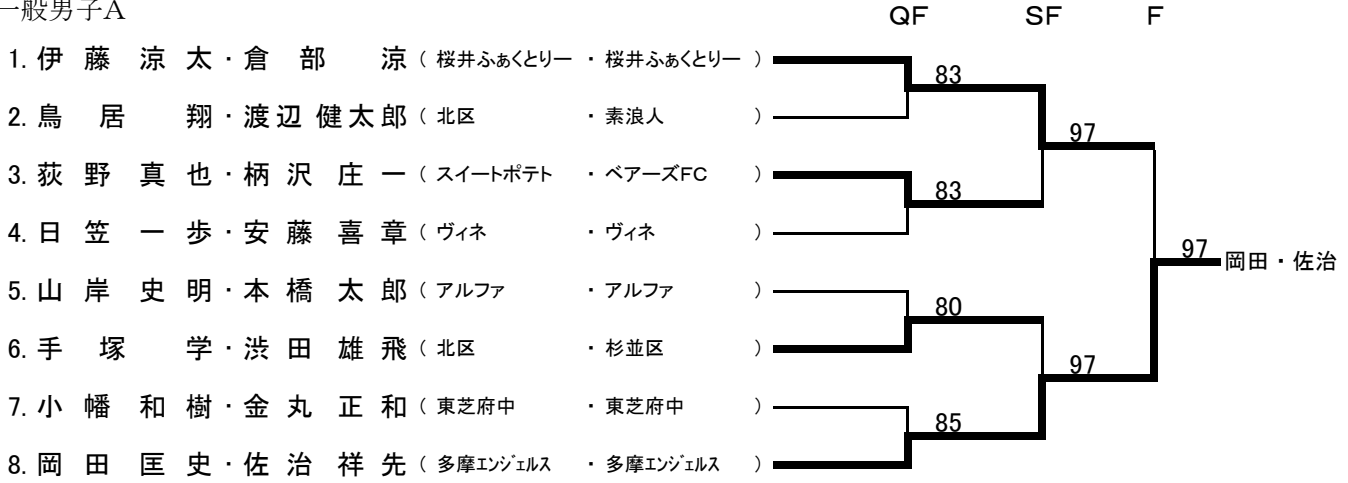 一般男子A
QF SF F
1. 伊藤涼太・倉部涼 ( 桜井ふぁくとりー ・ 桜井ふぁくとりー )
83
2. 鳥居翔・渡辺健太郎 ( 北区 ・ 素浪人 )
97
3. 荻野真也・柄沢庄一 ( スイートポテト ・ ベアーズFC )
83
4. 日笠一歩・安藤喜章 ( ヴィネ ・ ヴィネ )
97 岡田・佐治
5. 山岸史明・本橋太郎 ( アルファ ・ アルファ )
80
6. 手塚学・渋田雄飛 ( 北区 ・ 杉並区 )
97
7. 小幡和樹・金丸正和 ( 東芝府中 ・ 東芝府中 )
85
8. 岡田匡史・佐治祥先 ( 多摩エンジェルス ・ 多摩エンジェルス )